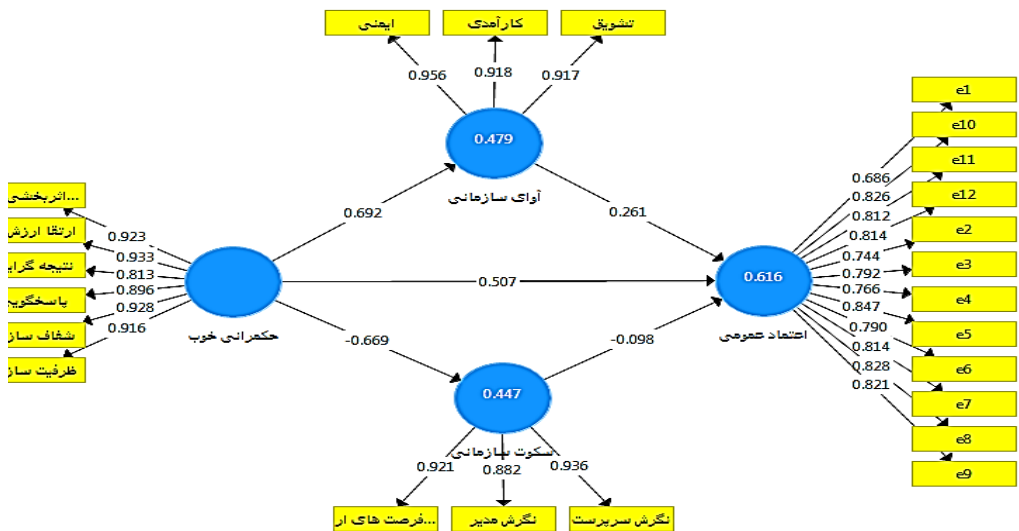 ایمنی
کارآمدی
تشویق
0.956
0.918
0.917
0.479
آوای سازمانی
e1
e10
e11
e12
e2
e3
e4
e5
e6
e7
e8
e9
0.686
0.826
0.812
0.814
0.744
0.792
0.766
0.847
0.790
0.814
0.828
0.821
0.616
اعتماد عمومی
0.692
0.261
0.507
-0.669
-0.098
اثربخشی...
ارتقا ارزش
نتیجه گرای
پاسخگویی
شفاف ساز
ظرفیت ساز
0.923
0.933
0.813
0.896
0.928
0.916
حکمرانی خوب
0.447
سکوت سازمانی
0.921
0.882
0.936
فرصت های ار...
نگرش مدیر
نگرش سرپرست